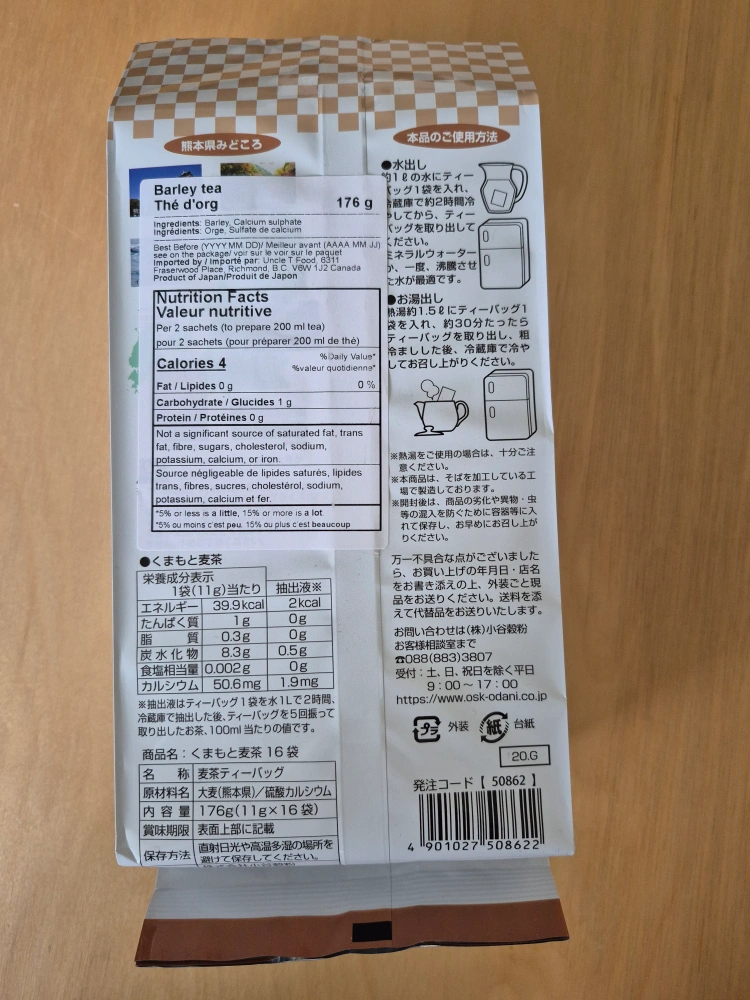 熊本県みどころ
本品のご使用方法
Barley tea
Thé d'org
176 g
Ingredients: Barley, Calcium sulphate
Ingrédients: Orge, Sulfate de calcium
Best Before (YYYY MM DD)/ Meilleur avant (AAAA MM JJ)
see on the package/ voir sur le voir sur le paquet
Imported by / Importé par: Uncle T Food, 6311
Fraserwood Place, Richmond, B.C. V6W 1J2 Canada
Product of Japan/Produit de Japon
Nutrition Facts
Valeur nutritive
Per 2 sachets (to prepare 200 ml tea)
pour 2 sachets (pour préparer 200 ml de thé)
Calories 4
%Daily Value*
%valeur quotidienne*
Fat / Lipides 0 g 0 %
Carbohydrate / Glucides 1 g
Protein / Protéines 0 g
Not a significant source of saturated fat, trans
fat, fibre, sugars, cholesterol, sodium,
potassium, calcium, or iron.
Source négligeable de lipides saturés, lipides
trans, fibres, sucres, cholestérol, sodium,
potassium, calcium et fer.
*5% or less is a little, 15% or more is a lot.
*5% ou moins c'est peu, 15% ou plus c'est beaucoup
●くまもと麦茶
栄養成分表示
1袋(11g)当たり 抽出液※
エネルギー 39.9kcal 2kcal
たんぱく質 1g 0g
脂質 0.3g 0g
炭水化物 8.3g 0.5g
食塩相当量 0.002g 0g
カルシウム 50.6mg 1.9mg
※抽出液はティーバッグ1袋を水1Lで2時間、
冷蔵庫で抽出した後、ティーバッグを5回振って
取り出したお茶、100ml当たりの値です。
商品名：くまもと麦茶 16袋
名称 麦茶ティーバッグ
原材料名 大麦(熊本県)／硫酸カルシウム
内容量 176g(11g×16袋)
賞味期限 表面上部に記載
保存方法 直射日光や高温多湿の場所を
避けて保存してください。
●水出し
約1ℓの水にティー
バッグ1袋を入れ、
冷蔵庫で約2時間冷
やしてから、ティー
バッグを取り出して
ください。
ミネラルウォーター
か、一度、沸騰させ
た水が最適です。
●お湯出し
熱湯約1.5ℓにティーバッグ1
袋を入れ、約30分たったら
ティーバッグを取り出し、粗
冷ましした後、冷蔵庫で冷や
してお召し上がりください。
※熱湯をご使用の場合は、十分ご注
意ください。
※本商品は、そばを加工している工
場で製造しております。
※開封後は、商品の劣化や異物・虫
等の混入を防ぐために容器等に入
れて保存し、お早めにお召し上が
りください。
万一不具合な点がございました
ら、お買い上げの年月日・店名
をお書き添えの上、外装ごと現
品をお送りください。送料を添
えて代替品をお送りいたします。
お問い合わせは(株)小谷穀粉
お客様相談室まで
☎088(883)3807
受付：土、日、祝日を除く平日
9：00～17：00
https://www.osk-odani.co.jp
プラ 外装 紙 台紙
20.G
発注コード【 50862 】
4 901027 508622